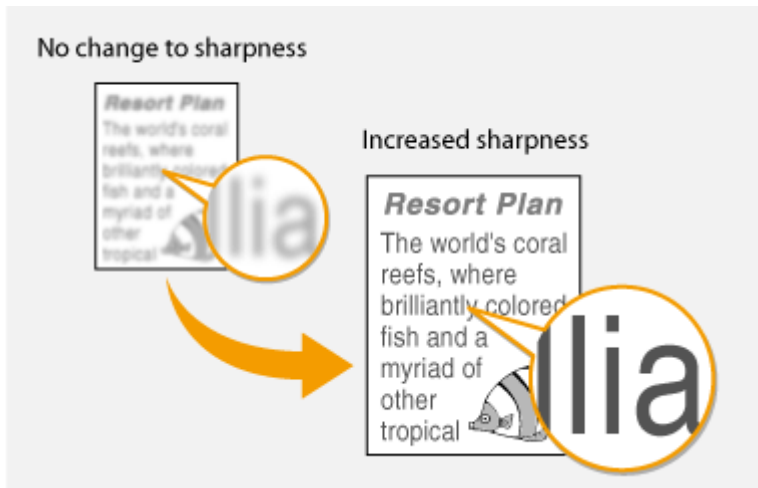 No change to sharpness
Resort Plan
The world's coral
reefs, where
brilliantly colored
fish and a
myriad of
other
tropical
llia
Increased sharpness
Resort Plan
The world's coral
reefs, where
brilliantly colored
fish and a
myriad of
other
tropical
llia